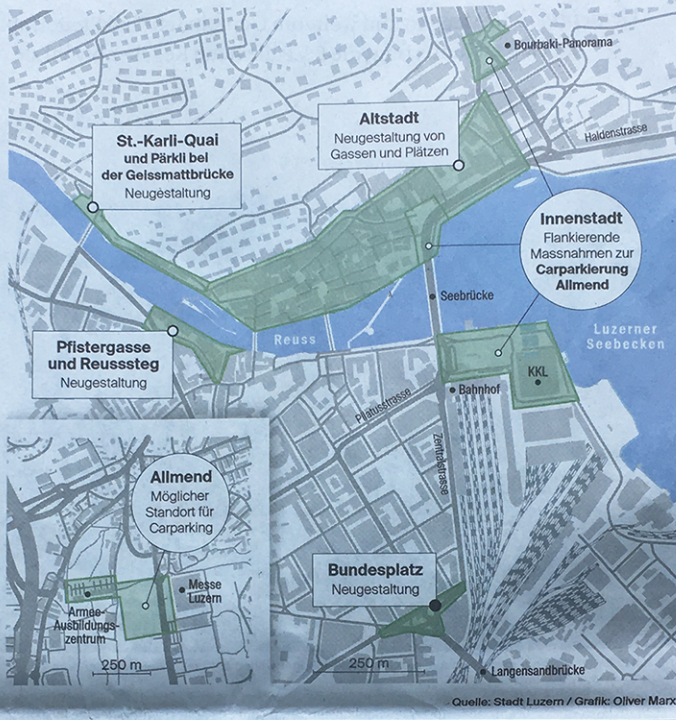 Bourbaki-Panorama
Altstadt
Neugestaltung von
Gassen und Plätzen
Haldenstrasse
St.-Karli-Quai
und Pärkli bei
der Geissmattbrücke
Neugestaltung
Innenstadt
Flankierende
Massnahmen zur
Carparkierung
Allmend
Seebrücke
Reuss
Luzerner
Seebecken
Pfistergasse
und Reusssteg
Neugestaltung
KKL
Bahnhof
Pilatusstrasse
Zentralstrasse
Allmend
Möglicher
Standort für
Carparking
Messe
Luzern
Armee-
Ausbildungs-
zentrum
250 m
Bundesplatz
Neugestaltung
250 m
Langensandbrücke
Quelle: Stadt Luzern / Grafik: Oliver Marx